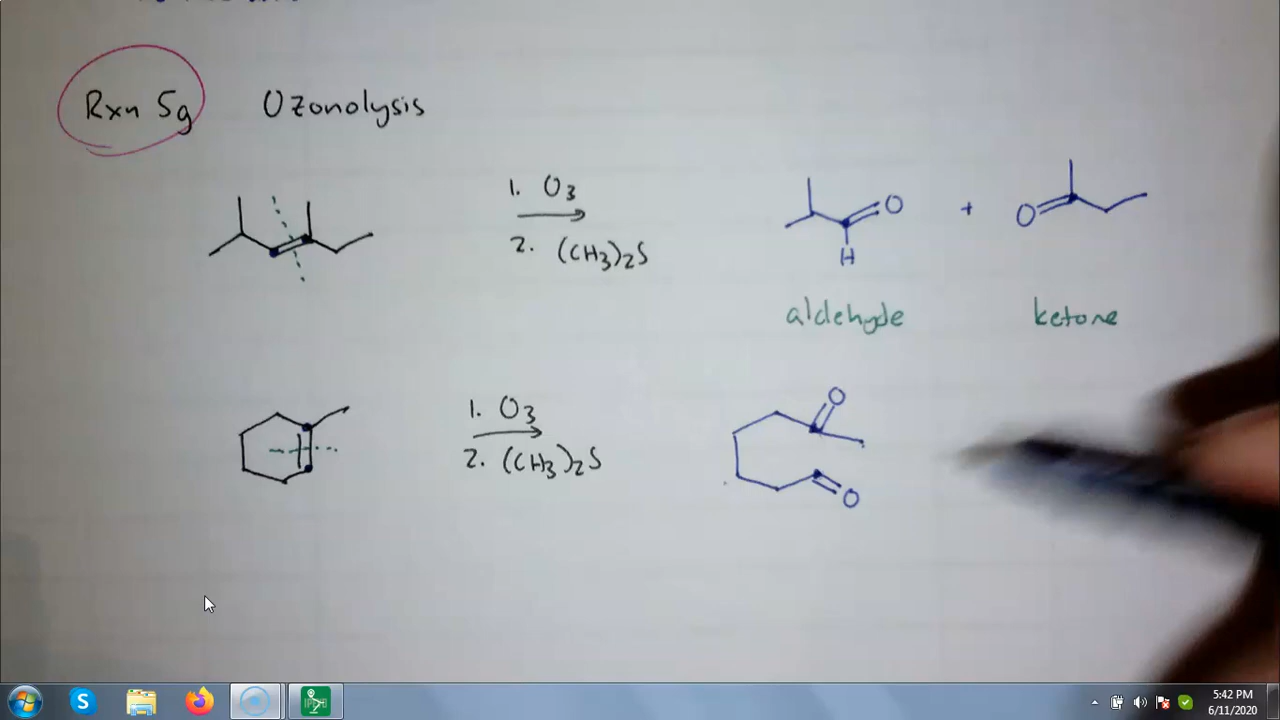 Rxn 5g Ozonolysis
1. O3
2. (CH3)2S
O
H
+
O
aldehyde
ketone
1. O3
2. (CH3)2S
O
O
5:42 PM
6/11/2020